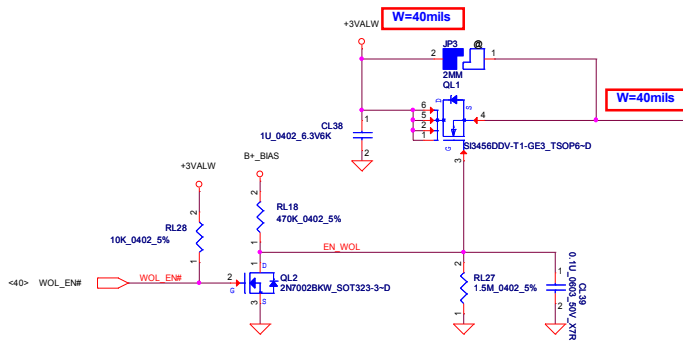 W=40mils
+3VALW
JP3
@
2
1
2MM
QL1
W=40mils
D
S
6
5
2
1
4
G
SI3456DDV-T1-GE3_TSOP6~D
3
1
CL38
1U_0402_6.3V6K
2
+3VALW
B+_BIAS
2
RL28
10K_0402_5%
1
2
RL18
470K_0402_5%
1
EN_WOL
<40>
WOL_EN#
WOL_EN#
2
G
1
D
QL2
2N7002BKW_SOT323-3~D
3
S
2
RL27
1.5M_0402_5%
1
1
CL39
2
0.1U_0603_50V_X7R